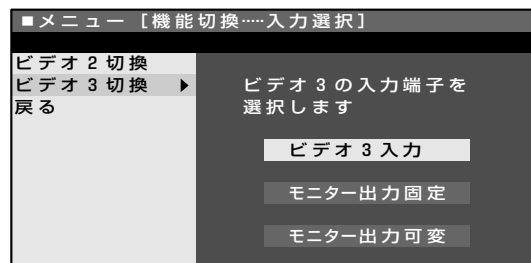 ■メニュー [機能切換……入力選択]
ビデオ2切換
ビデオ3切換 ▶
戻る
ビデオ3の入力端子を
選択します
ビデオ3入力
モニター出力固定
モニター出力可変